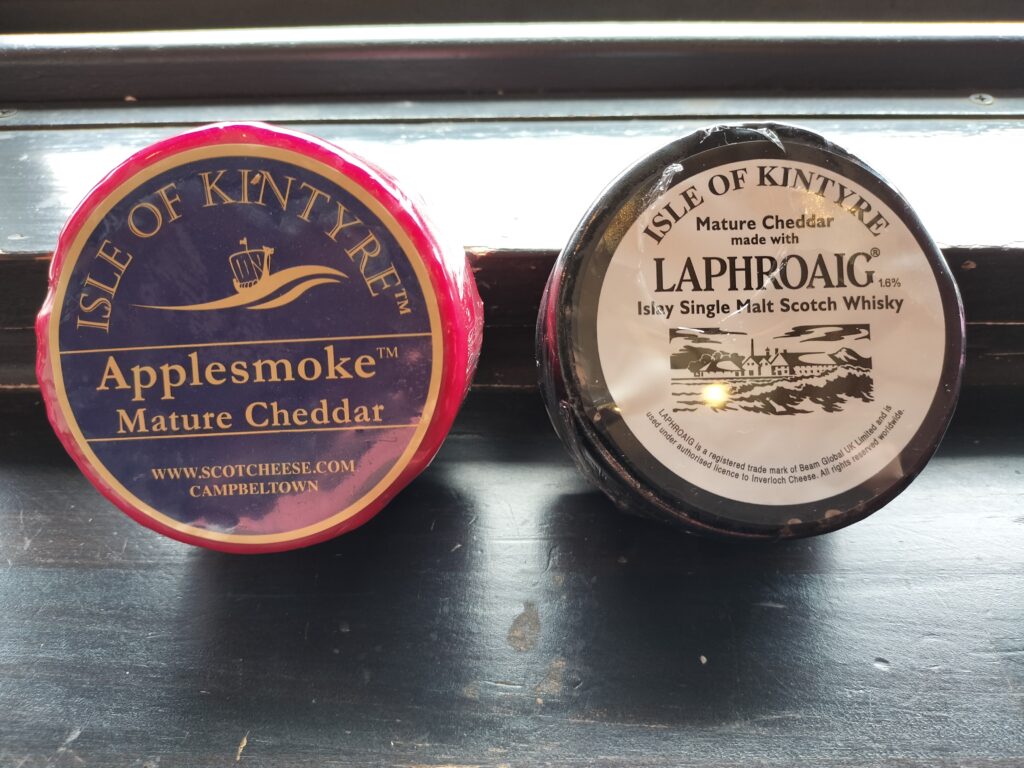 ISLE OF KINTYRE™
Applesmoke™
Mature Cheddar
WWW.SCOTCHEESE.COM
CAMPBELTOWN
ISLE OF KINTYRE
Mature Cheddar
made with
LAPHROAIG® 1.6%
Islay Single Malt Scotch Whisky
LAPHROAIG is a registered trade mark of Beam Global UK Limited and is
used under authorised licence to Inverloch Cheese. All rights reserved worldwide.